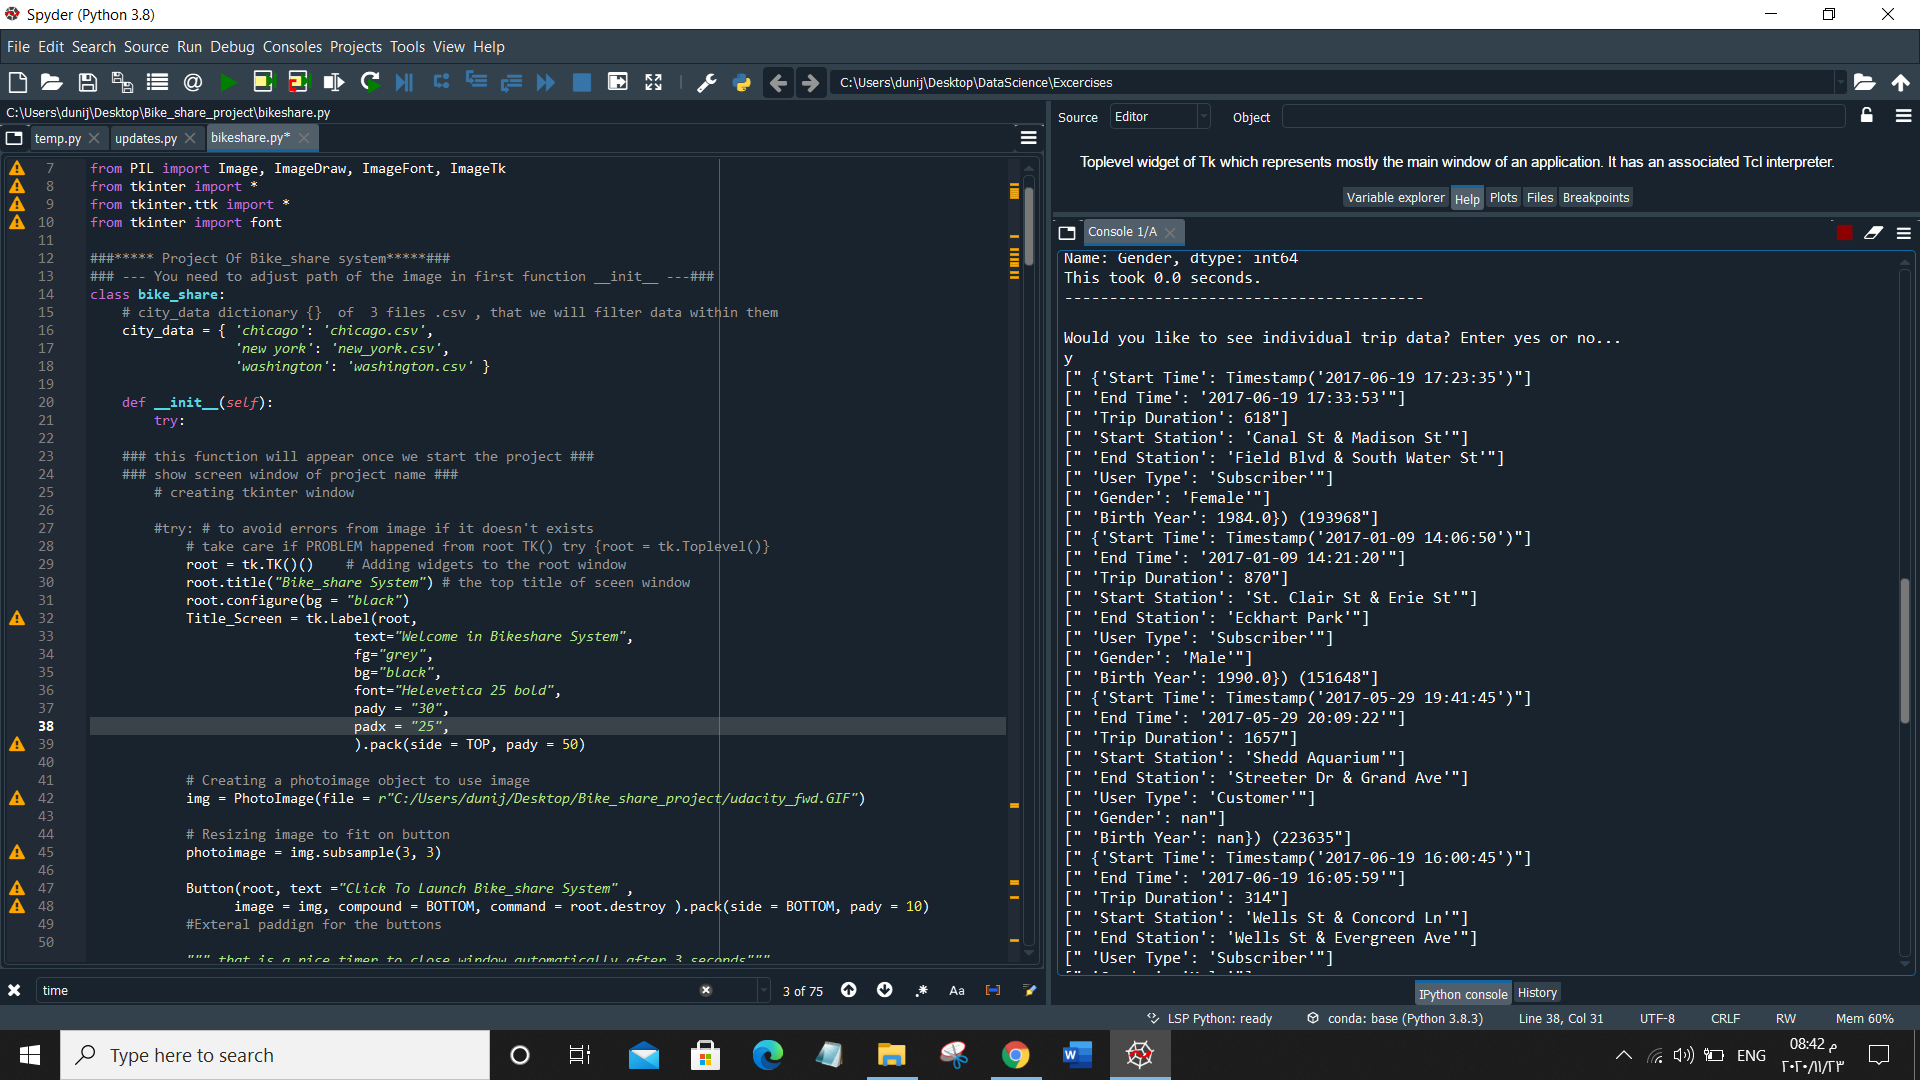 Spyder (Python 3.8)
File Edit Search Source Run Debug Consoles Projects Tools View Help
C:\Users\dunij\Desktop\DataScience\Excercises
C:\Users\dunij\Desktop\Bike_share_project\bikeshare.py
temp.py
updates.py
bikeshare.py*
7 from PIL import Image, ImageDraw, ImageFont, ImageTk
8 from tkinter import *
9 from tkinter.ttk import *
10 from tkinter import font
11
12 ###***** Project Of Bike_share system*****###
13 ### --- You need to adjust path of the image in first function __init__ ---###
14 class bike_share:
15 # city_data dictionary {}  of  3 files .csv , that we will filter data within them
16 city_data = { 'chicago': 'chicago.csv',
17 'new york': 'new_york.csv',
18 'washington': 'washington.csv' }
19
20 def __init__(self):
21 try:
22
23 ### this function will appear once we start the project ###
24 ### show screen window of project name ###
25 # creating tkinter window
26
27 #try: # to avoid errors from image if it doesn't exists
28 # take care if PROBLEM happened from root TK() try {root = tk.Toplevel()}
29 root = tk.TK()()    # Adding widgets to the root window
30 root.title("Bike_share System") # the top title of sceen window
31 root.configure(bg = "black")
32 Title_Screen = tk.Label(root,
33 text="Welcome in Bikeshare System",
34 fg="grey",
35 bg="black",
36 font="Helevetica 25 bold",
37 pady = "30",
38 padx = "25",
39 ).pack(side = TOP, pady = 50)
40
41 # Creating a photoimage object to use image
42 img = PhotoImage(file = r"C:/Users/dunij/Desktop/Bike_share_project/udacity_fwd.GIF")
43
44 # Resizing image to fit on button
45 photoimage = img.subsample(3, 3)
46
47 Button(root, text ="Click To Launch Bike_share System" ,
48 image = img, compound = BOTTOM, command = root.destroy ).pack(side = BOTTOM, pady = 10)
49 #Exteral paddign for the buttons
50
""" that is a nice timer to close window automatically after 3 seconds"""
time
3 of 75
Aa
Source
Editor
Object
Toplevel widget of Tk which represents mostly the main window of an application. It has an associated Tcl interpreter.
Variable explorer Help Plots Files Breakpoints
Console 1/A
Name: Gender, dtype: int64
This took 0.0 seconds.
----------------------------------------
Would you like to see individual trip data? Enter yes or no...
y
[" {'Start Time': Timestamp('2017-06-19 17:23:35')"]
[" 'End Time': '2017-06-19 17:33:53'"]
[" 'Trip Duration': 618"]
[" 'Start Station': 'Canal St & Madison St'"]
[" 'End Station': 'Field Blvd & South Water St'"]
[" 'User Type': 'Subscriber'"]
[" 'Gender': 'Female'"]
[" 'Birth Year': 1984.0}) (193968"]
[" {'Start Time': Timestamp('2017-01-09 14:06:50')"]
[" 'End Time': '2017-01-09 14:21:20'"]
[" 'Trip Duration': 870"]
[" 'Start Station': 'St. Clair St & Erie St'"]
[" 'End Station': 'Eckhart Park'"]
[" 'User Type': 'Subscriber'"]
[" 'Gender': 'Male'"]
[" 'Birth Year': 1990.0}) (151648"]
[" {'Start Time': Timestamp('2017-05-29 19:41:45')"]
[" 'End Time': '2017-05-29 20:09:22'"]
[" 'Trip Duration': 1657"]
[" 'Start Station': 'Shedd Aquarium'"]
[" 'End Station': 'Streeter Dr & Grand Ave'"]
[" 'User Type': 'Customer'"]
[" 'Gender': nan"]
[" 'Birth Year': nan}) (223635"]
[" {'Start Time': Timestamp('2017-06-19 16:00:45')"]
[" 'End Time': '2017-06-19 16:05:59'"]
[" 'Trip Duration': 314"]
[" 'Start Station': 'Wells St & Concord Ln'"]
[" 'End Station': 'Wells St & Evergreen Ave'"]
[" 'User Type': 'Subscriber'"]
IPython console History
LSP Python: ready
conda: base (Python 3.8.3)
Line 38, Col 31
UTF-8
CRLF
RW
Mem 60%
Type here to search
ENG
08:42 م
٢٠٢٠/١١/٢٣